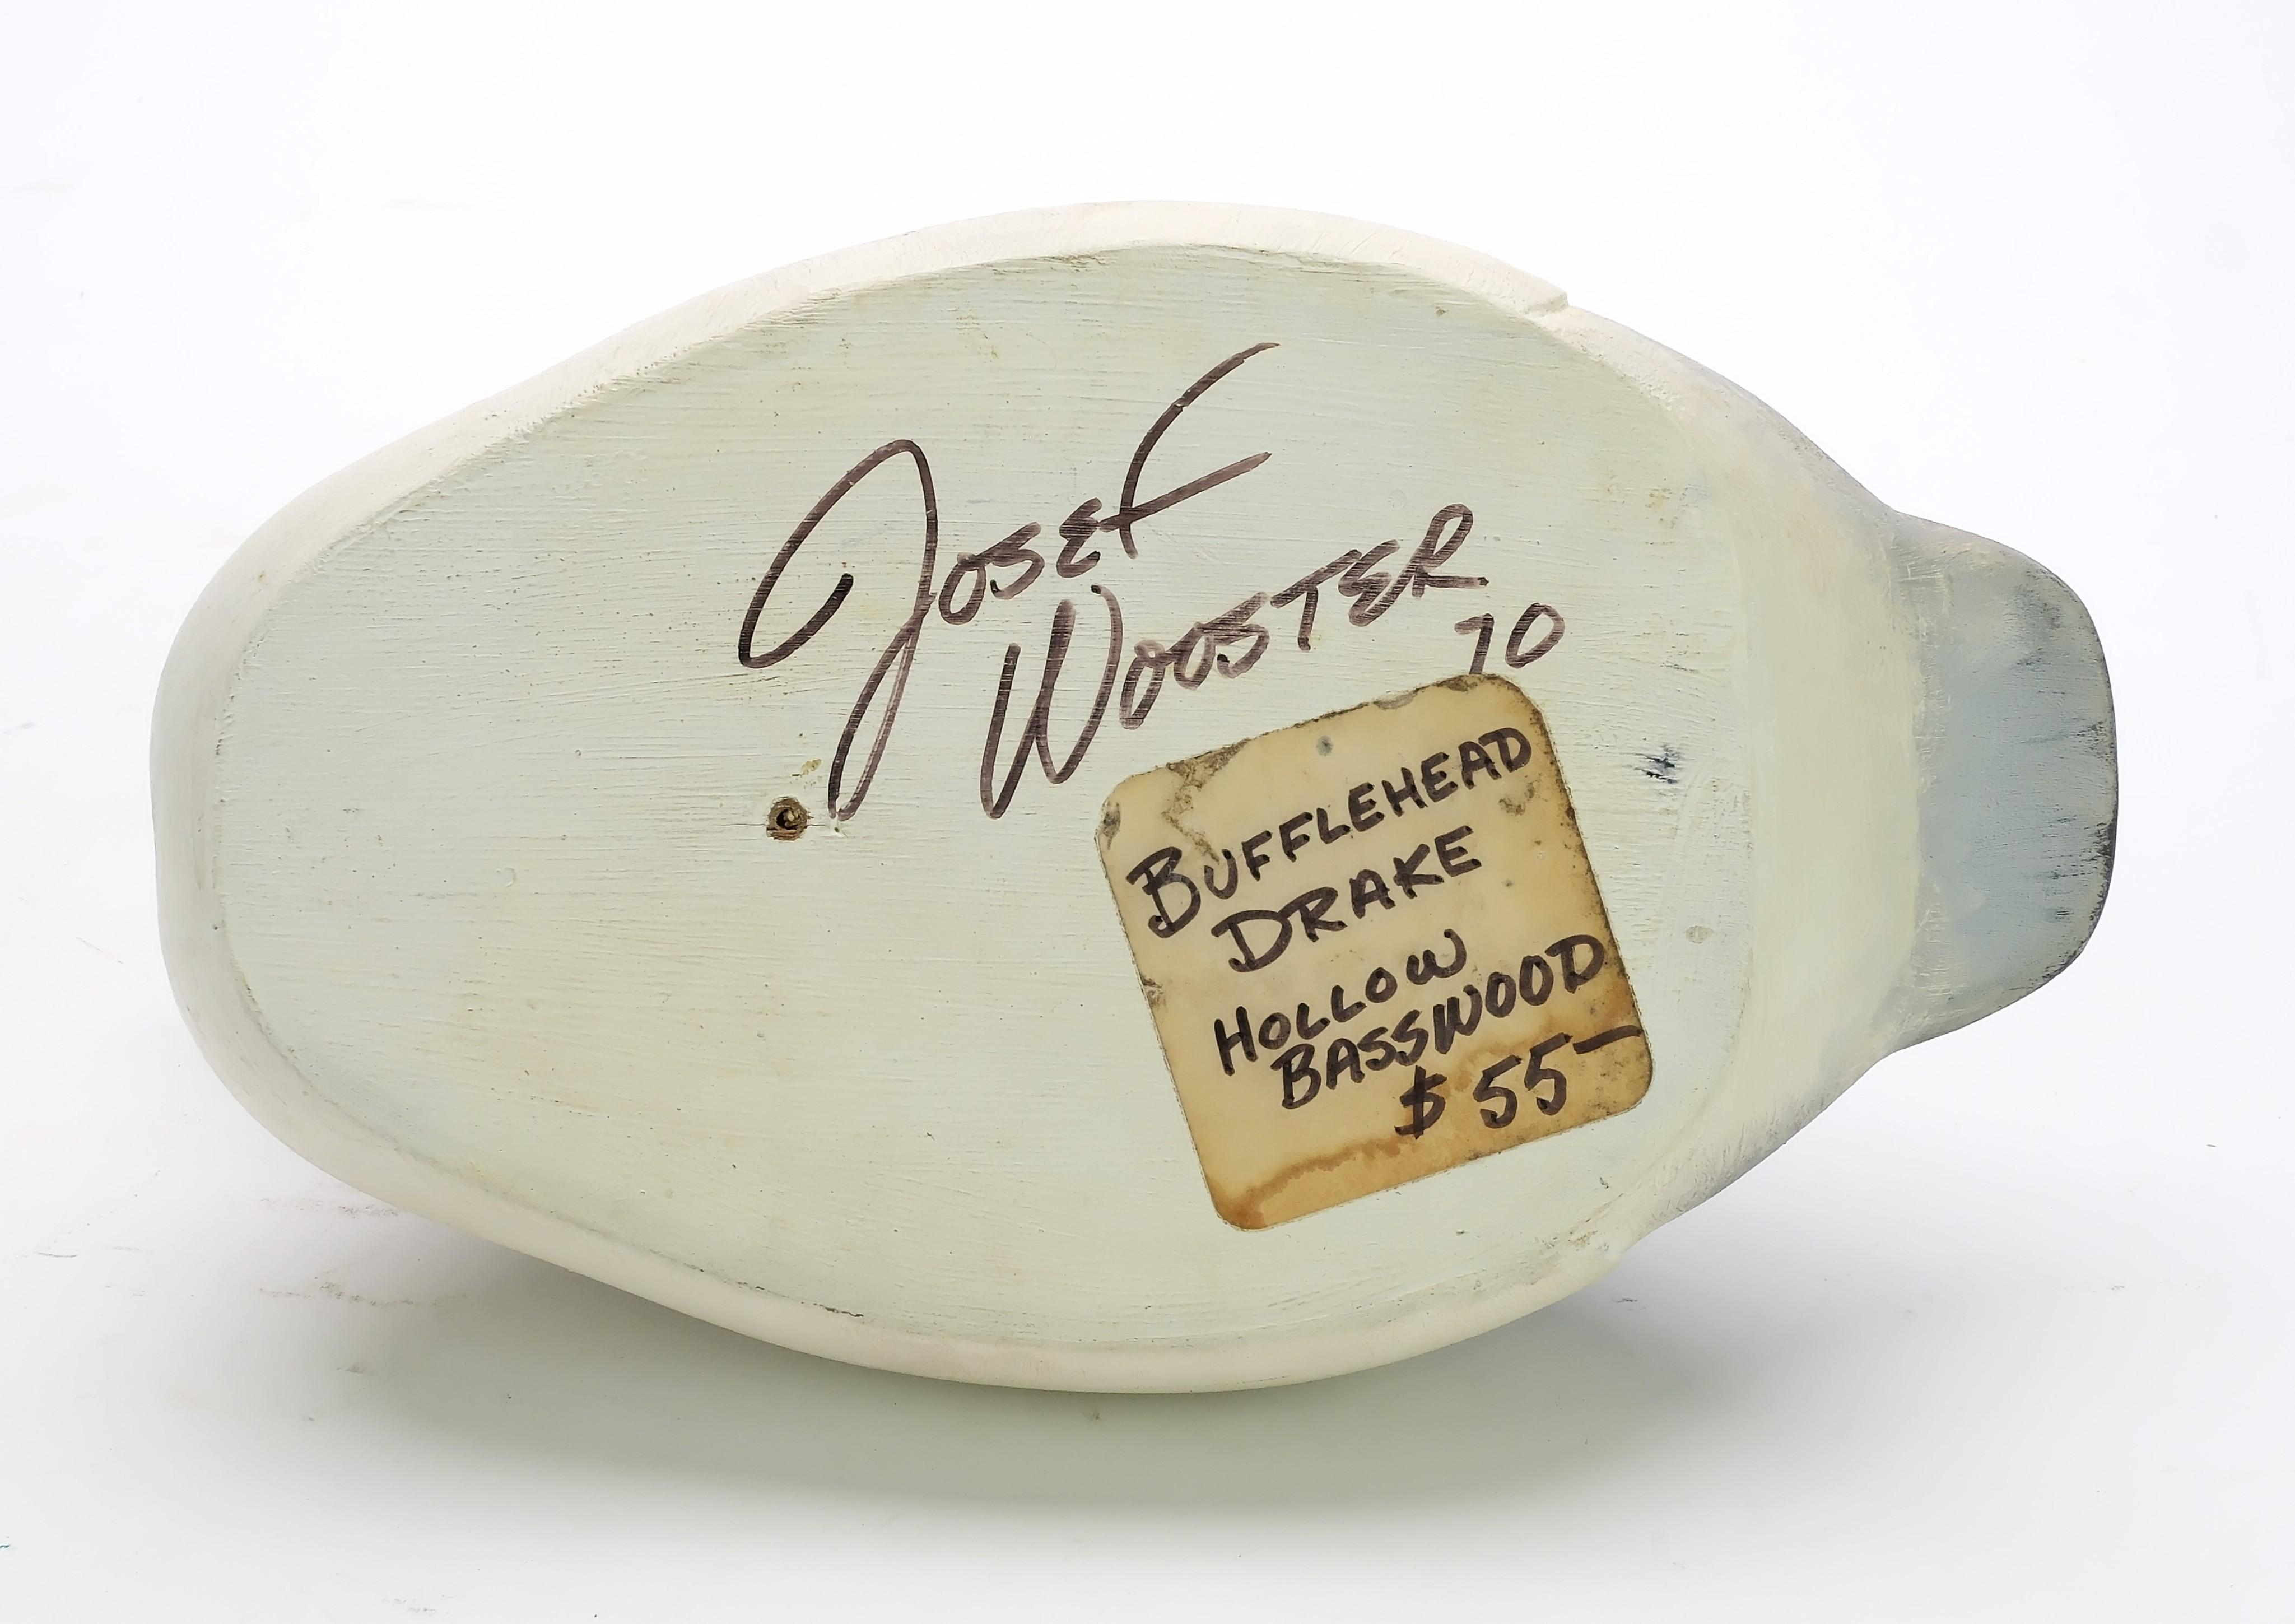 Josef
Wooster
70
BUFFLEHEAD
DRAKE
HOLLOW
BASSWOOD
$ 55—